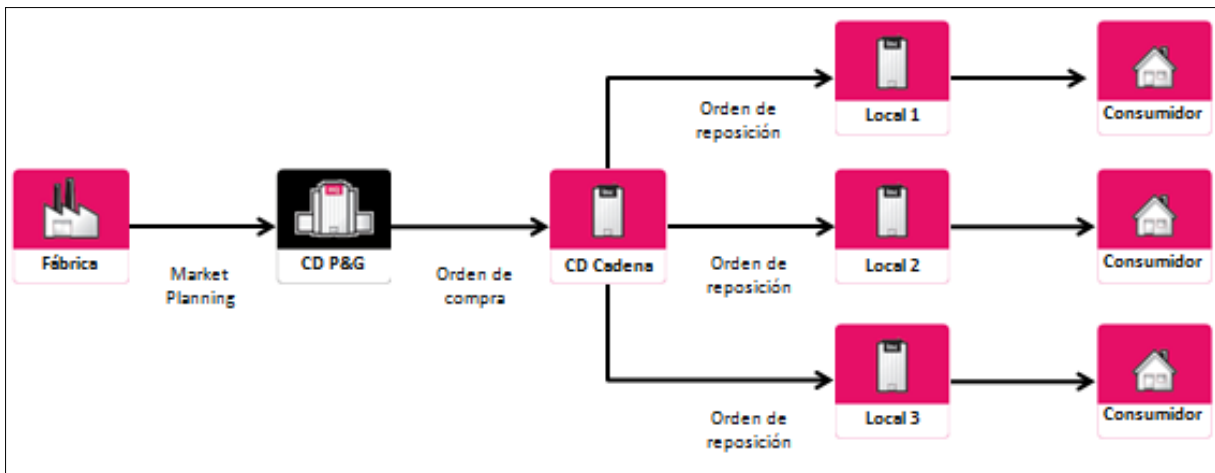 Orden de
reposición
Local 1
Consumidor
Fábrica
Market
Planning
CD P&G
Orden de
compra
CD Cadena
Orden de
reposición
Local 2
Consumidor
Orden de
reposición
Local 3
Consumidor